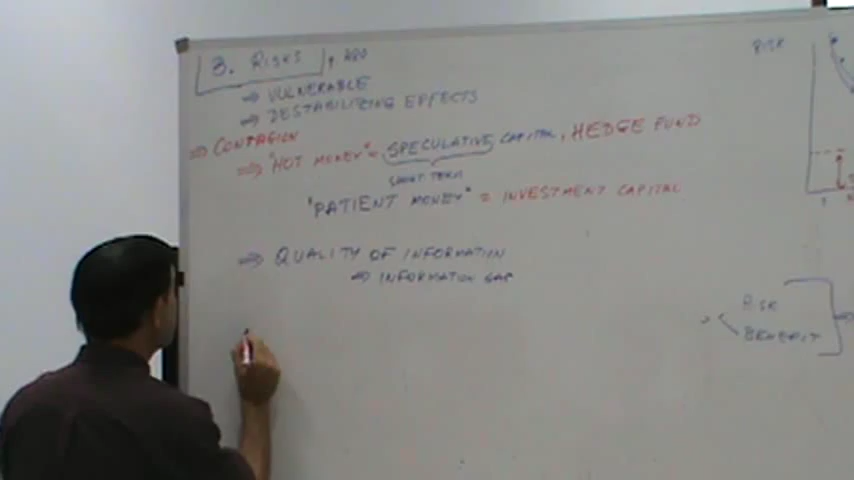 3. RISKS
⇒ VULNERABLE
⇒ DESTABILIZING EFFECTS
⇒ CONTAGION
⇒ "HOT MONEY" = SPECULATIVE CAPITAL, HEDGE FUND
SHORT TERM
"PATIENT MONEY" = INVESTMENT CAPITAL
⇒ QUALITY OF INFORMATION
⇒ INFORMATION GAP
RISK
RISK
BENEFIT